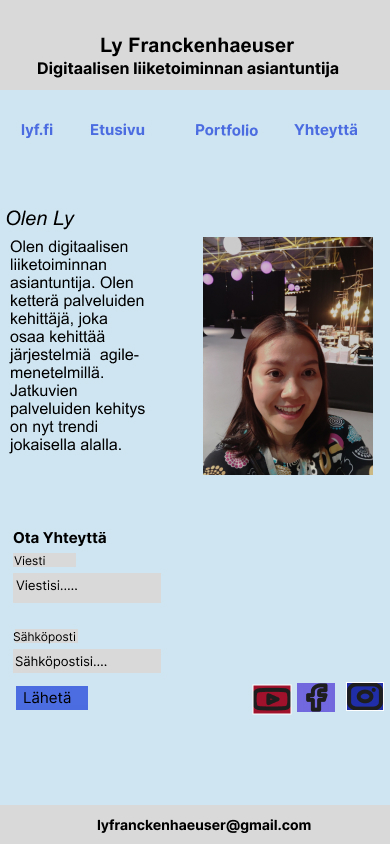 Ly Franckenhaeuser
Digitaalisen liiketoiminnan asiantuntija
lyf.fi Etusivu Portfolio Yhteyttä
Olen Ly
Olen digitaalisen
liiketoiminnan
asiantuntija. Olen
ketterä palveluiden
kehittäjä, joka
osaa kehittää
järjestelmiä  agile-
menetelmillä.
Jatkuvien
palveluiden kehitys
on nyt trendi
jokaisella alalla.
Ota Yhteyttä
Viesti
Viestisi.....
Sähköposti
Sähköpostisi....
Lähetä
lyfranckenhaeuser@gmail.com